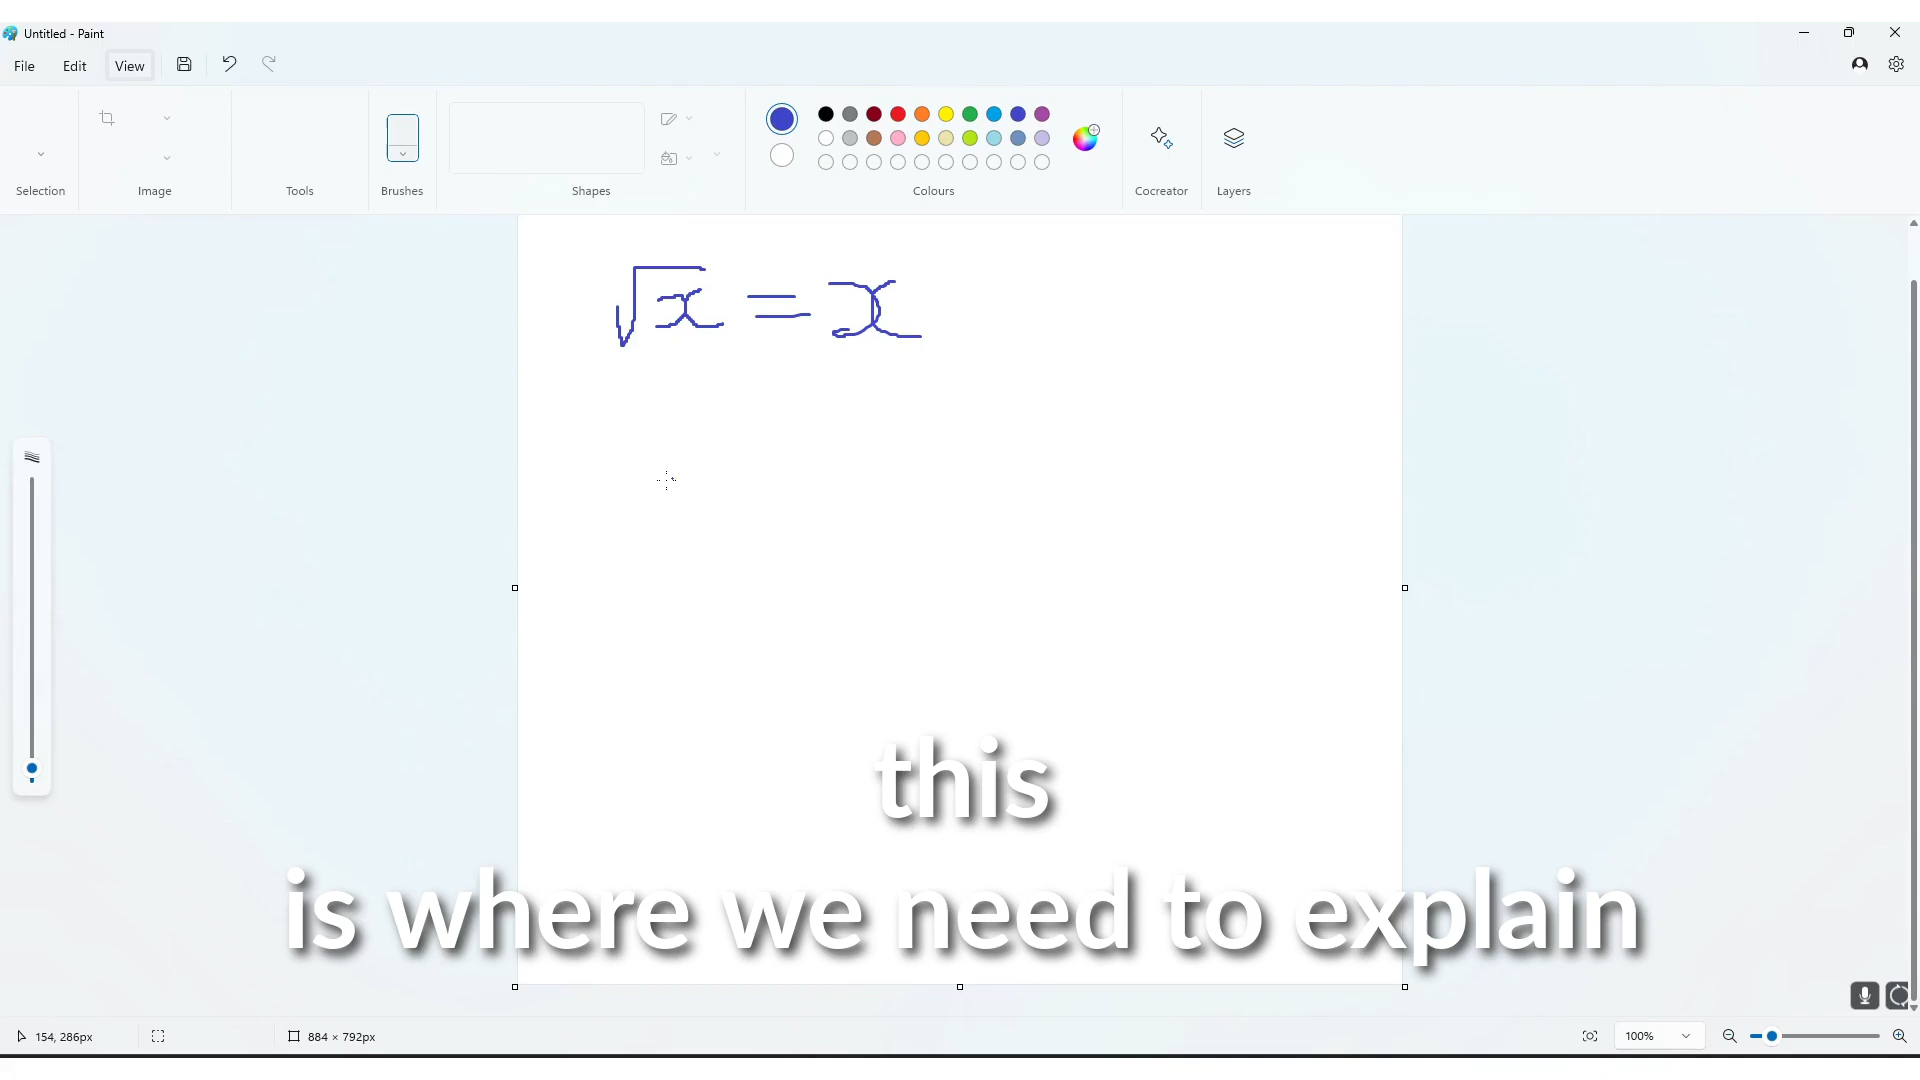 Untitled - Paint
File Edit View
Selection Image Tools Brushes Shapes Colours Cocreator Layers
√x = x
this
is where we need to explain
154, 286px 884 × 792px 100%